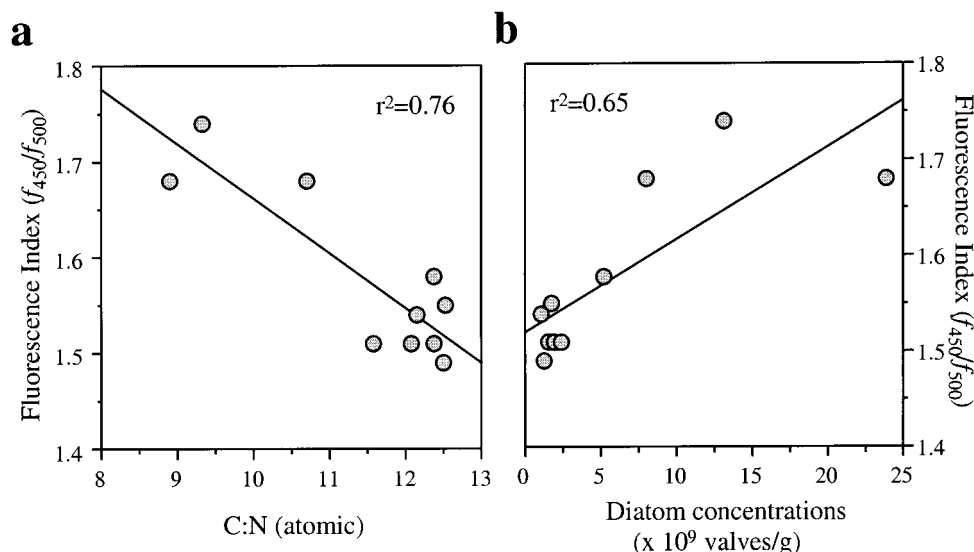 a
b
Fluorescence Index (f450/f500)
1.8
1.7
1.6
1.5
1.4
r²=0.76
8
9
10
11
12
13
C:N (atomic)
r²=0.65
0
5
10
15
20
25
Diatom concentrations
(x 10⁹ valves/g)
1.8
1.7
1.6
1.5
1.4
Fluorescence Index (f450/f500)